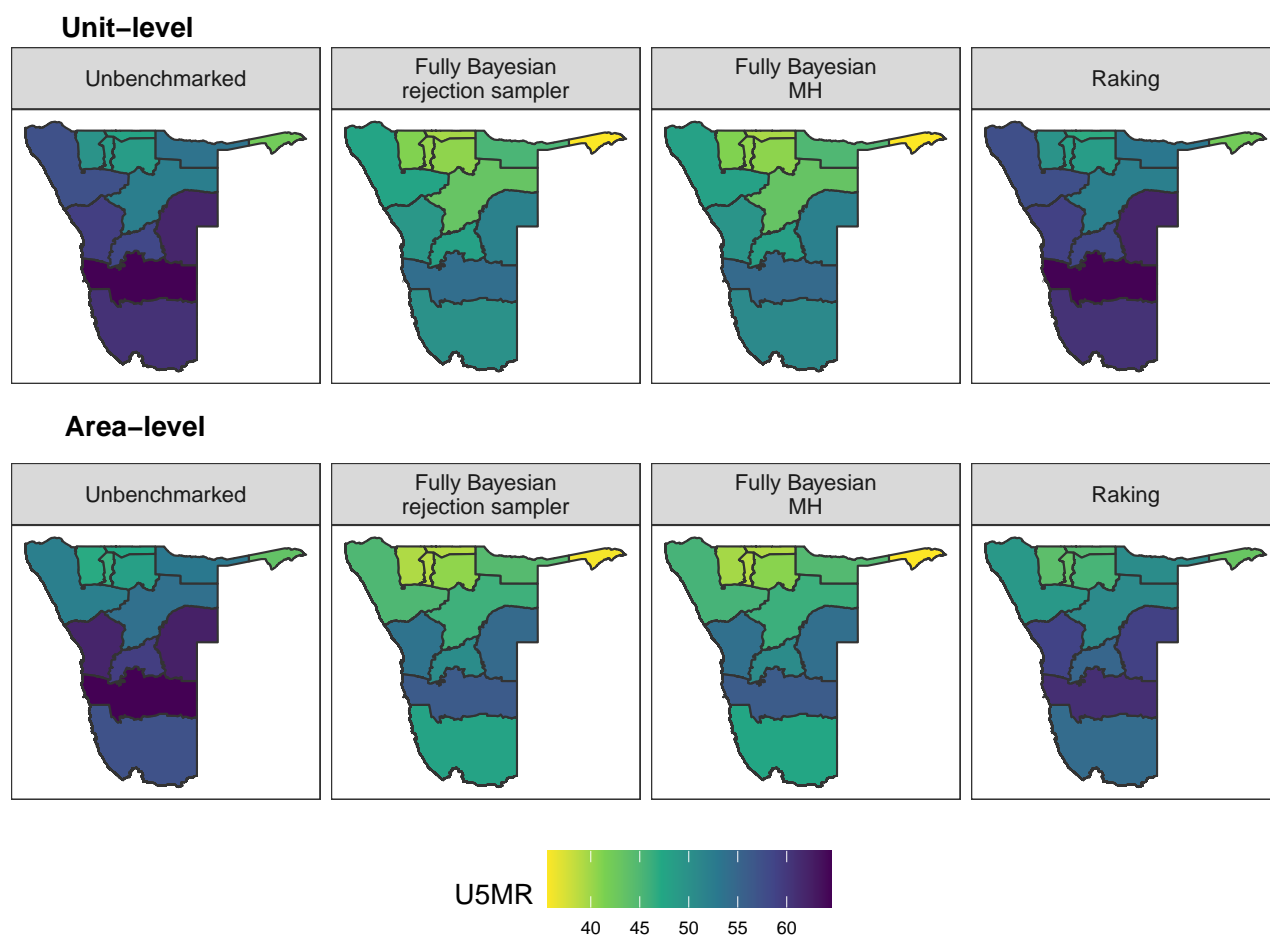 Unit−level
Unbenchmarked
Fully Bayesian
rejection sampler
Fully Bayesian
MH
Raking
Area−level
Unbenchmarked
Fully Bayesian
rejection sampler
Fully Bayesian
MH
Raking
U5MR
40 45 50 55 60